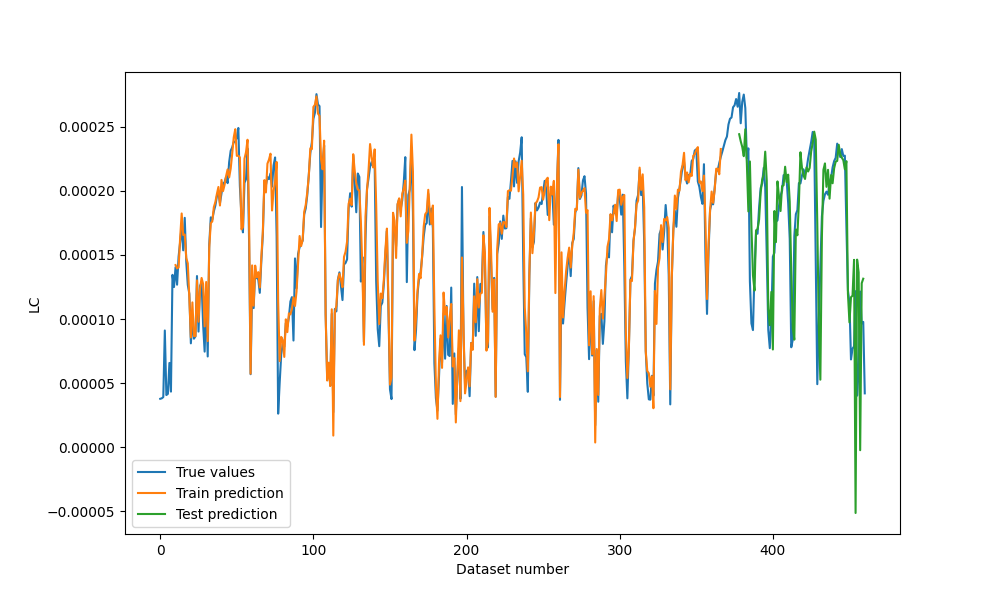 0.00025
0.00020
0.00015
0.00010
0.00005
0.00000
−0.00005
LC
True values
Train prediction
Test prediction
0 100 200 300 400
Dataset number